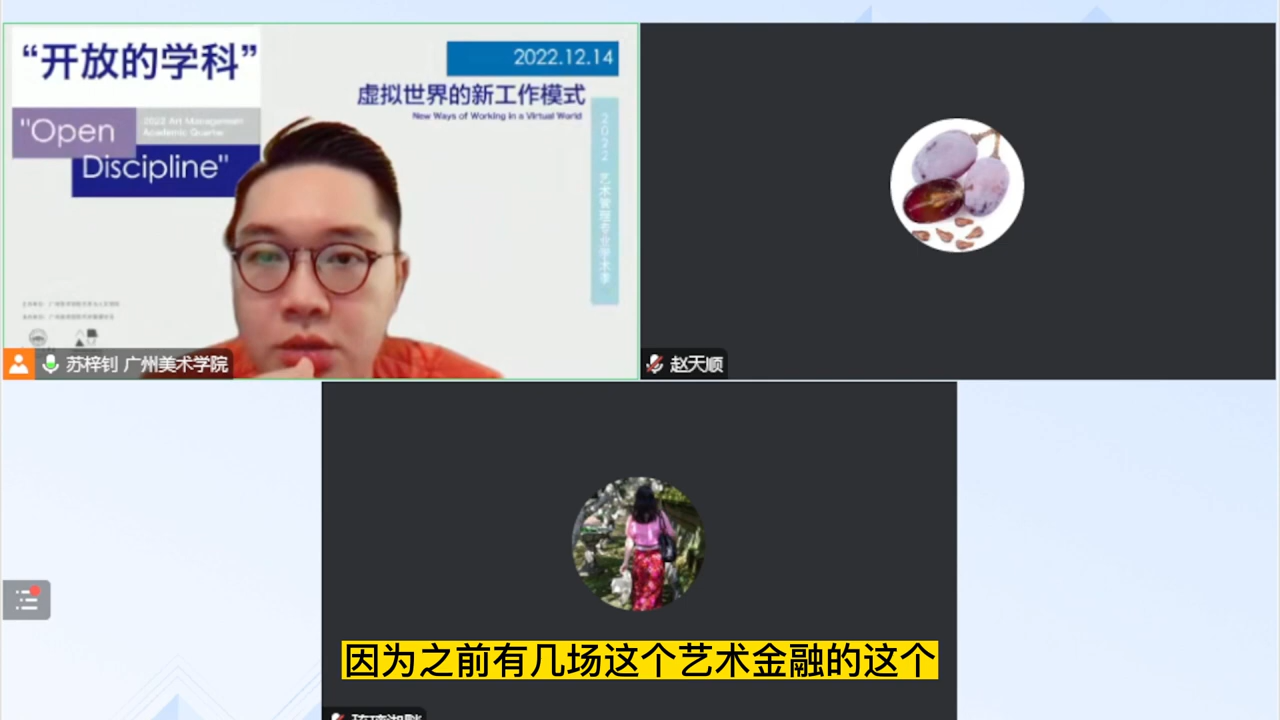 “开放的学科”
"Open
2022 Art Management
Academic Quarter
Discipline"
2022.12.14
虚拟世界的新工作模式
New Ways of Working in a Virtual World
2022 艺术管理专业学术季
苏梓钊 广州美术学院
赵天顺
因为之前有几场这个艺术金融的这个